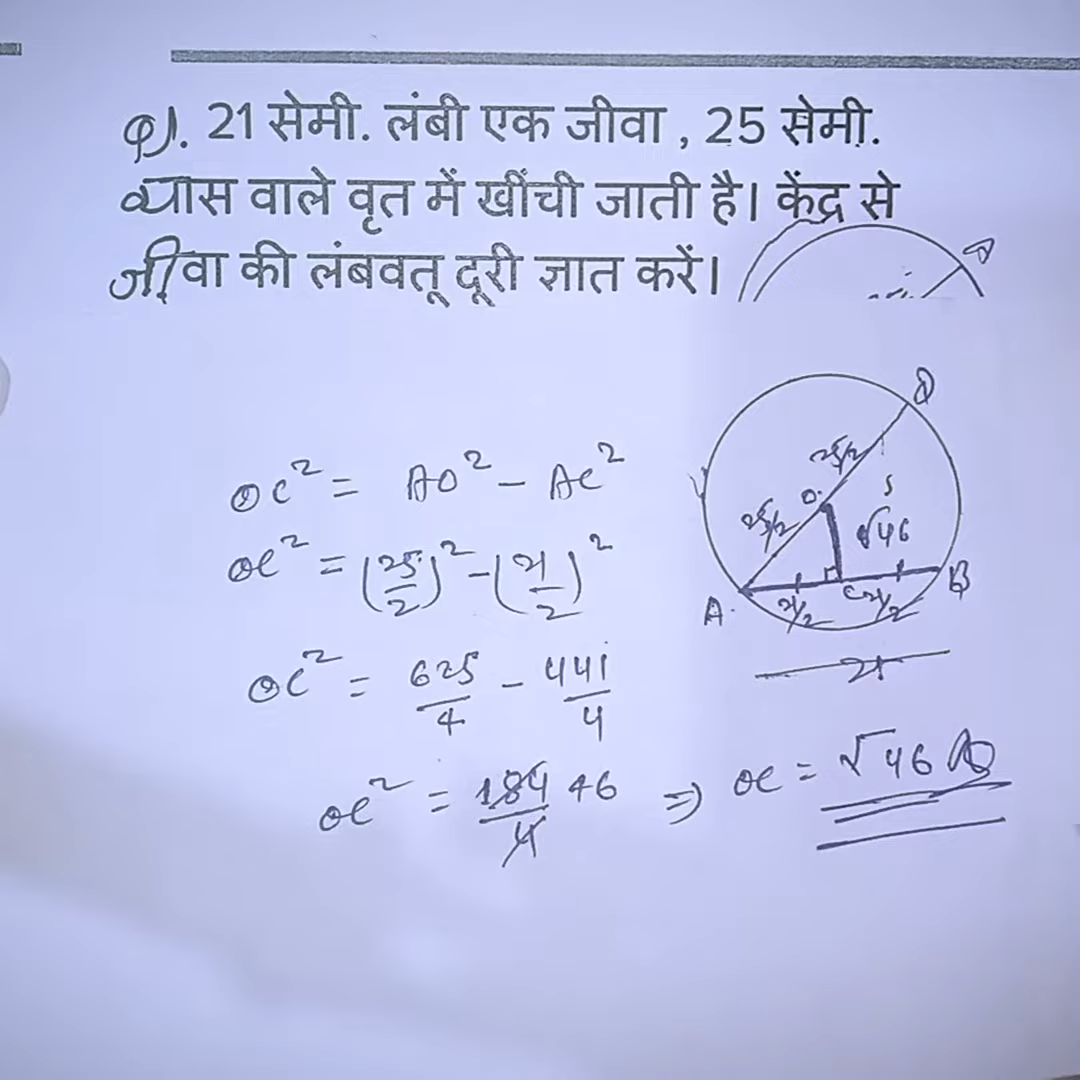 Q1. 21 सेमी. लंबी एक जीवा , 25 सेमी.
व्यास वाले वृत में खींची जाती है। केंद्र से
जीवा की लंबवतू दूरी ज्ञात करें।
OC² = AO² - AC²
OC² = (25/2)² - (21/2)²
OC² = 625/4 - 441/4
OC² = 184/4 46 ⇒ OC = √46
D
25/2
O
25/2
√46
A
21/2
C
21/2
B
21